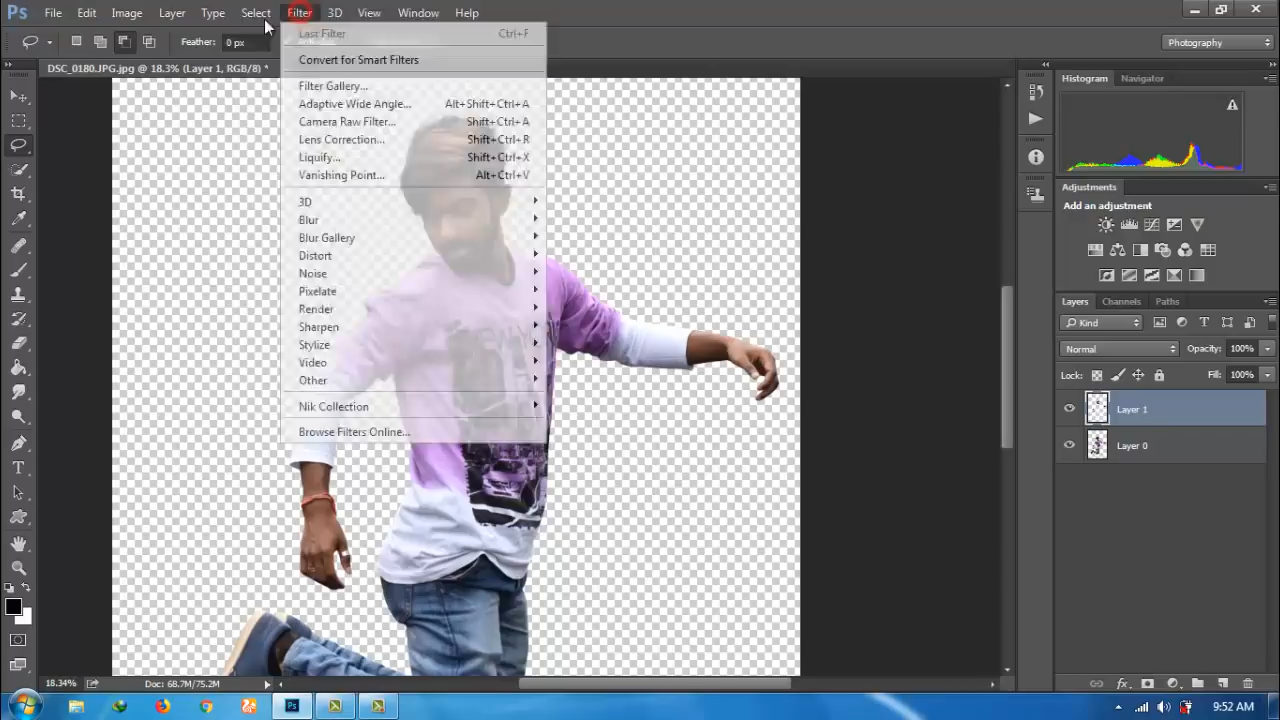 Ps File Edit Image Layer Type Select Filter 3D View Window Help
Feather: 0 px
Photography
DSC_0180.JPG.jpg @ 18.3% (Layer 1, RGB/8) *
Last Filter Ctrl+F
Convert for Smart Filters
Filter Gallery...
Adaptive Wide Angle... Alt+Shift+Ctrl+A
Camera Raw Filter... Shift+Ctrl+A
Lens Correction... Shift+Ctrl+R
Liquify... Shift+Ctrl+X
Vanishing Point... Alt+Ctrl+V
3D
Blur
Blur Gallery
Distort
Noise
Pixelate
Render
Sharpen
Stylize
Video
Other
Nik Collection
Browse Filters Online...
Histogram Navigator
Adjustments
Add an adjustment
Layers Channels Paths
Kind
Normal Opacity: 100%
Lock: Fill: 100%
Layer 1
Layer 0
18.34% Doc: 68.7M/75.2M
Ps
9:52 AM